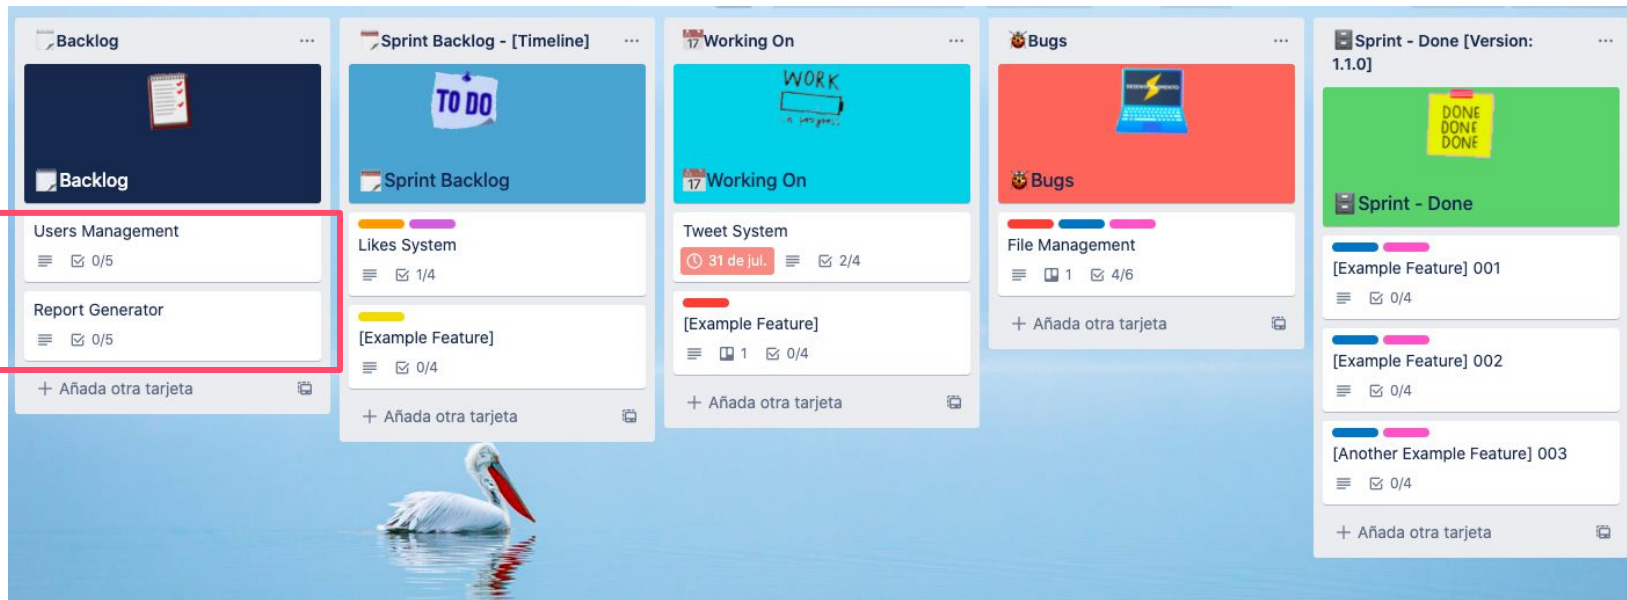 Backlog
Backlog
Users Management
0/5
Report Generator
0/5
+ Añada otra tarjeta
Sprint Backlog - [Timeline]
TO DO
Sprint Backlog
Likes System
1/4
[Example Feature]
0/4
+ Añada otra tarjeta
17 Working On
WORK
17 Working On
Tweet System
31 de jul. 2/4
[Example Feature]
1 0/4
+ Añada otra tarjeta
Bugs
Bugs
File Management
1 4/6
+ Añada otra tarjeta
Sprint - Done [Version:
1.1.0]
DONE
DONE
DONE
Sprint - Done
[Example Feature] 001
0/4
[Example Feature] 002
0/4
[Another Example Feature] 003
0/4
+ Añada otra tarjeta